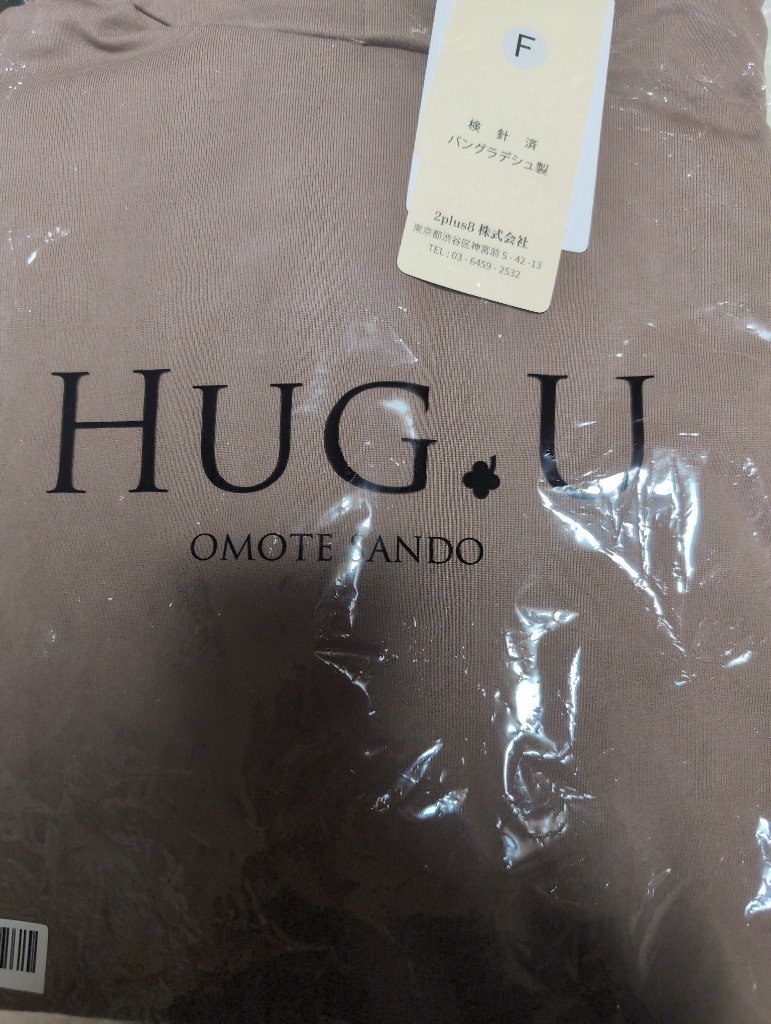 F
検針済
バングラデシュ製
2plus8 株式会社
東京都渋谷区神宮前 5 - 42 -13
TEL : 03 - 6459 - 2532
HUG.U
OMOTE SANDO